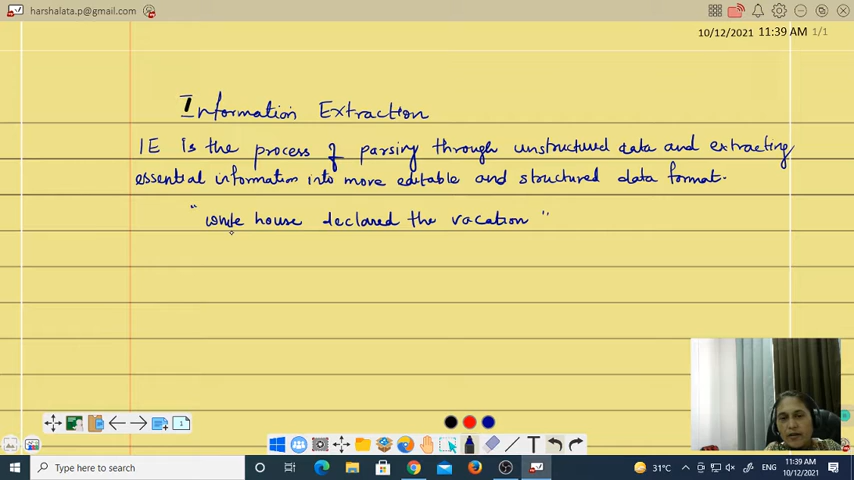 harshalata.p@gmail.com
10/12/2021 11:39 AM 1/1
Information Extraction
IE is the process of parsing through unstructured data and extracting
essential information into more editable and structured data format.
"White house declared the vacation"
1
T
Type here to search
31°C
ENG
11:39 AM
10/12/2021